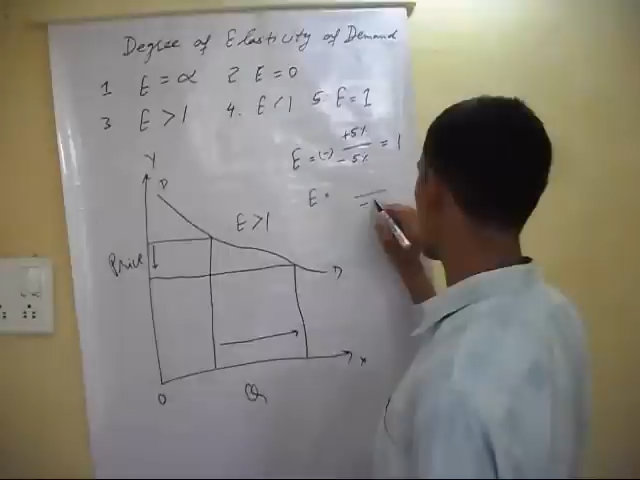 Degree of Elasticity of Demand
1 E = α 2 E = 0
3 E > 1 4. E < 1 5. E = 1
E = (-) +5% / -5% = 1
E = —
Y
D
E > 1
Price
D
X
O
Q